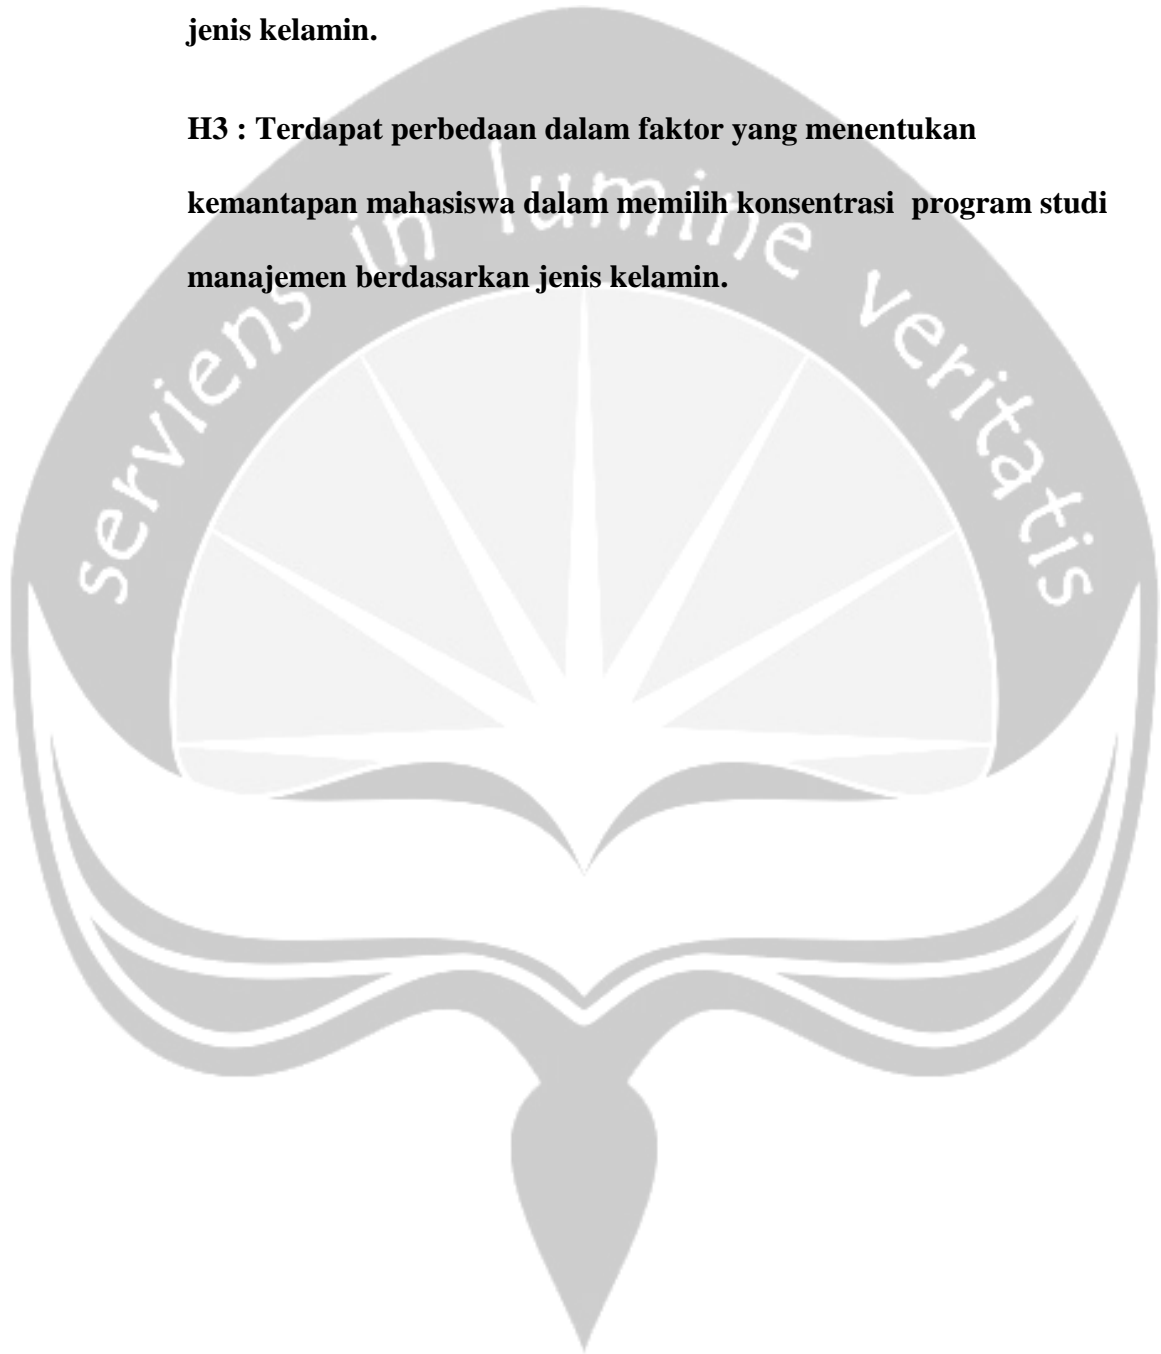 jenis kelamin.
H3 : Terdapat perbedaan dalam faktor yang menentukan
kemantapan mahasiswa dalam memilih konsentrasi program studi
manajemen berdasarkan jenis kelamin.
serviens in lumine veritatis